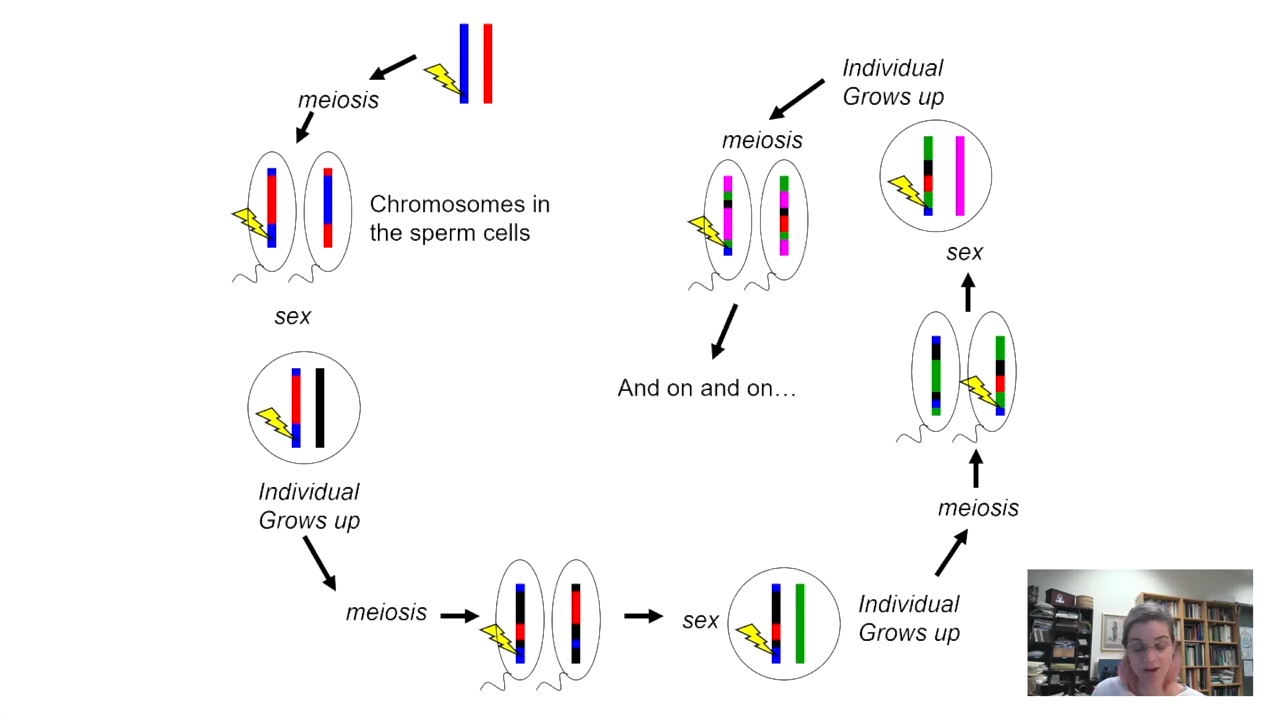 meiosis
Chromosomes in
the sperm cells
sex
Individual
Grows up
meiosis
sex
Individual
Grows up
meiosis
sex
Individual
Grows up
meiosis
And on and on…